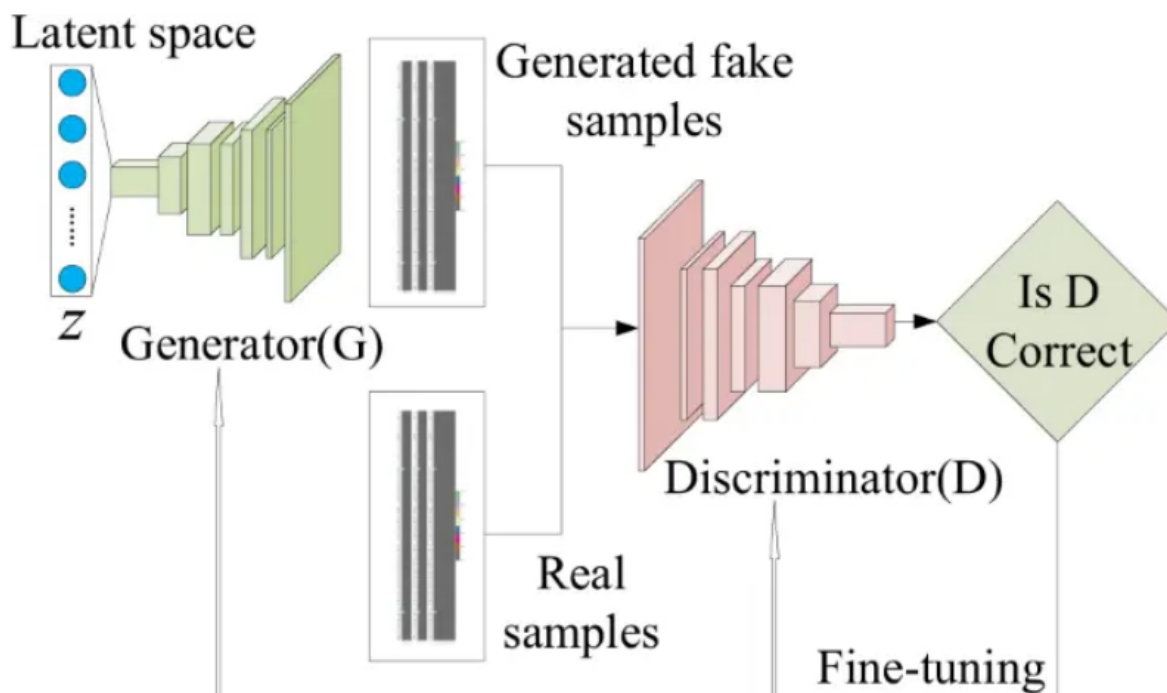 Latent space
Generated fake
samples
......
z
Generator(G)
Is D
Correct
Discriminator(D)
Real
samples
Fine-tuning